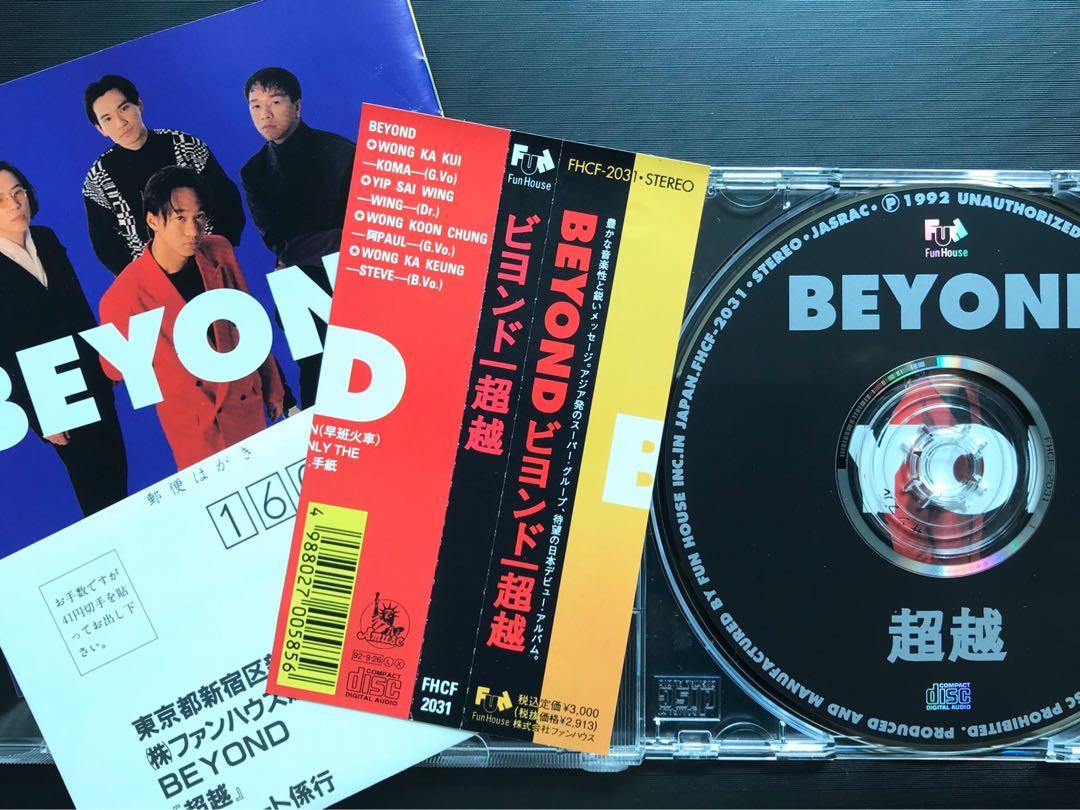 BEYOND
BEYOND
✪WONG KA KUI
—KOMA—(G.Vo)
✪YIP SAI WING
—WING—(Dr.)
✪WONG KOON CHUNG
—阿PAUL—(G.Vo.)
✪WONG KA KEUNG
—STEVE—(B.Vo.)
D
N(早班火車)
NLY THE
.手紙
4988027005856
Amuse
92・9・26 L X
COMPACT
disc
DIGITAL AUDIO
Fun
Fun House
ビヨンド―超越
FHCF
2031
FHCF-2031・STEREO
豊かな音楽性と鋭いメッセージ。アジア発のスーパー・グループ、待望の日本デビュー・アルバム。
BEYOND ビヨンド―超越
Fun
Fun House
税込定価¥3,000
(税抜価格¥2,913)
株式会社ファンハウス
B
郵便はがき
16
お手数ですが
41円切手を貼
ってお出し下
さい。
東京都新宿区
㈱ファンハウス
BEYOND
『超越』
ート係行
FHCF-2031・STEREO・JASRAC・Ⓟ1992 UNAUTHORIZED
Fun
Fun House
BEYON
FHCF-2031
超越
COMPACT
disc
DIGITAL AUDIO
SC PROHIBITED. PRODUCED AND MANUFACTURED BY FUN HOUSE INC.IN JAPAN.